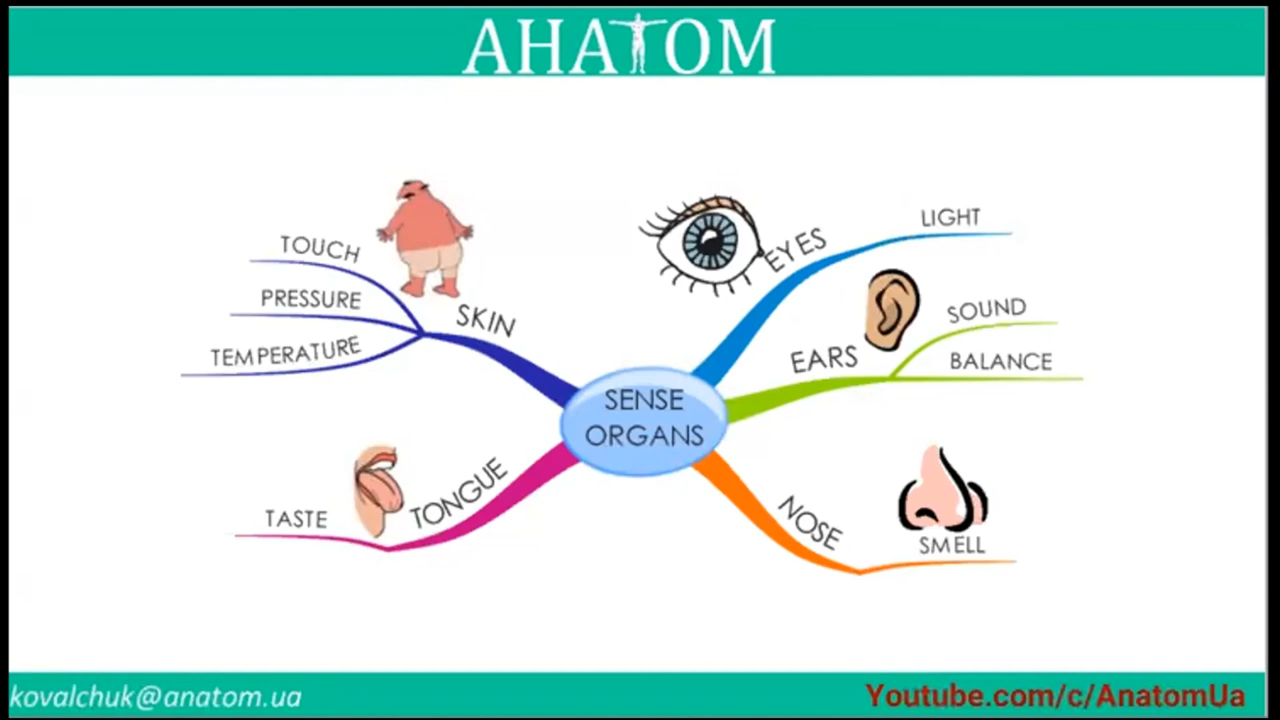 АНАТОМ
TOUCH
PRESSURE
TEMPERATURE
SKIN
EYES
LIGHT
EARS
SOUND
BALANCE
SENSE
ORGANS
TONGUE
TASTE
NOSE
SMELL
kovalchuk@anatom.ua
Youtube.com/c/AnatomUa